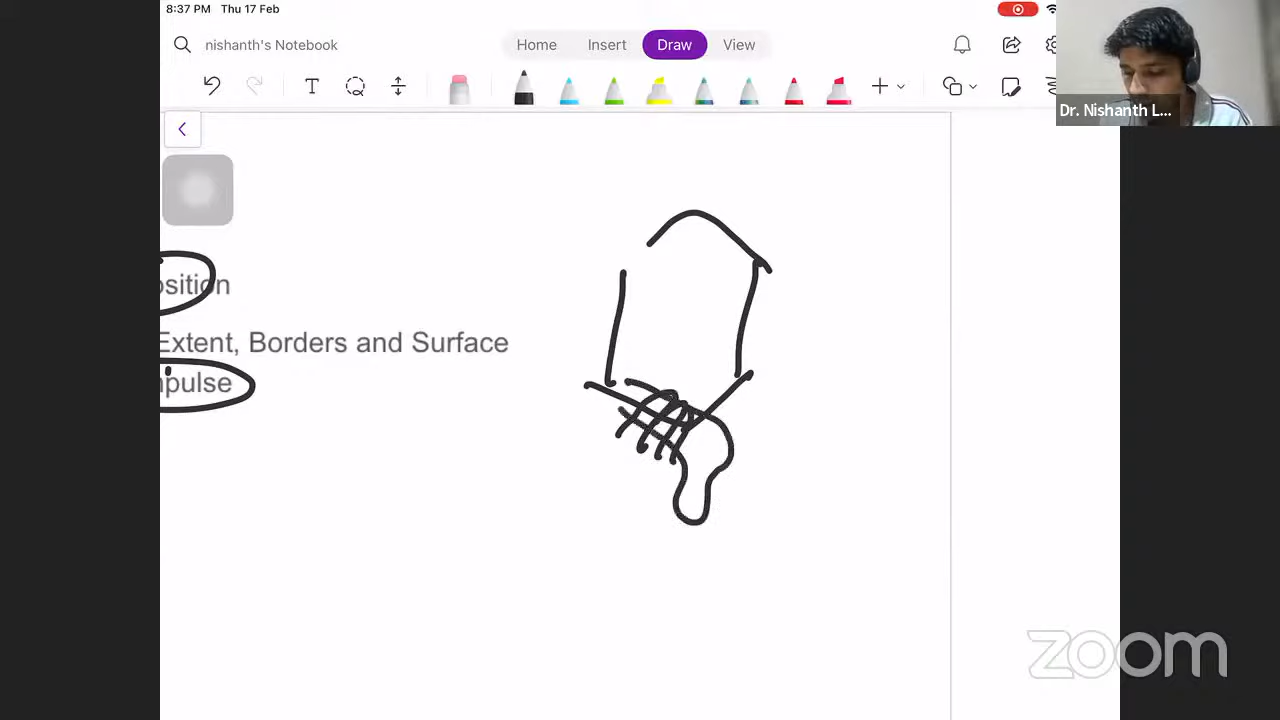 8:37 PM Thu 17 Feb
nishanth's Notebook
Home Insert Draw View
T
Dr. Nishanth L...
osition
Extent, Borders and Surface
npulse
zoom